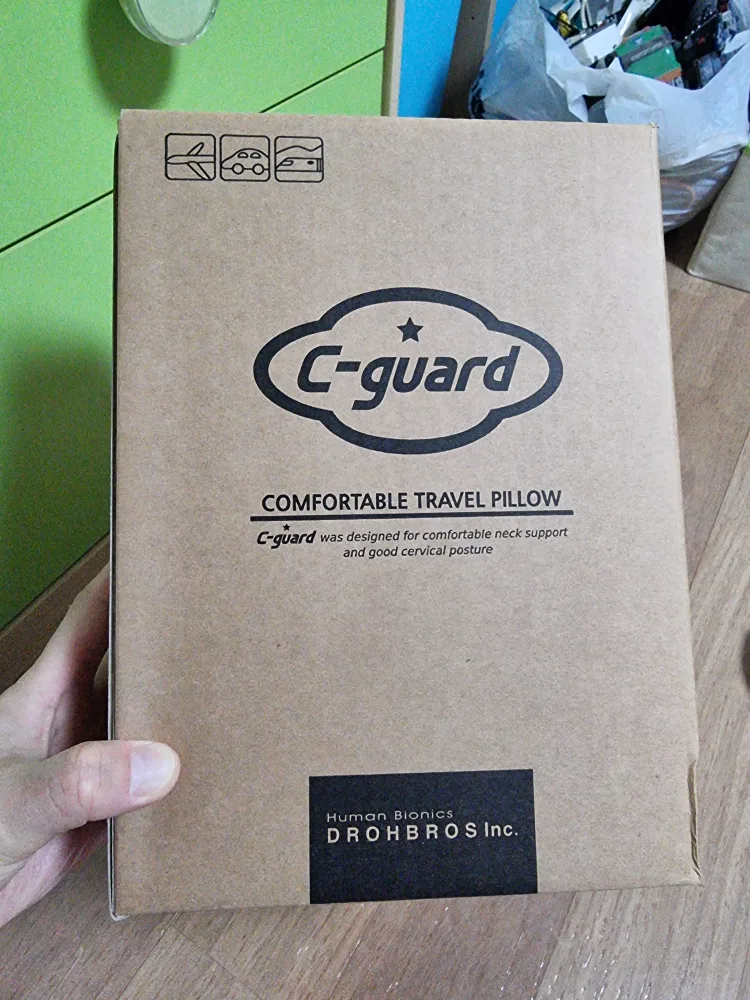 C-guard
COMFORTABLE TRAVEL PILLOW
C-guard was designed for comfortable neck support
and good cervical posture
Human Bionics
DROHBROS Inc.